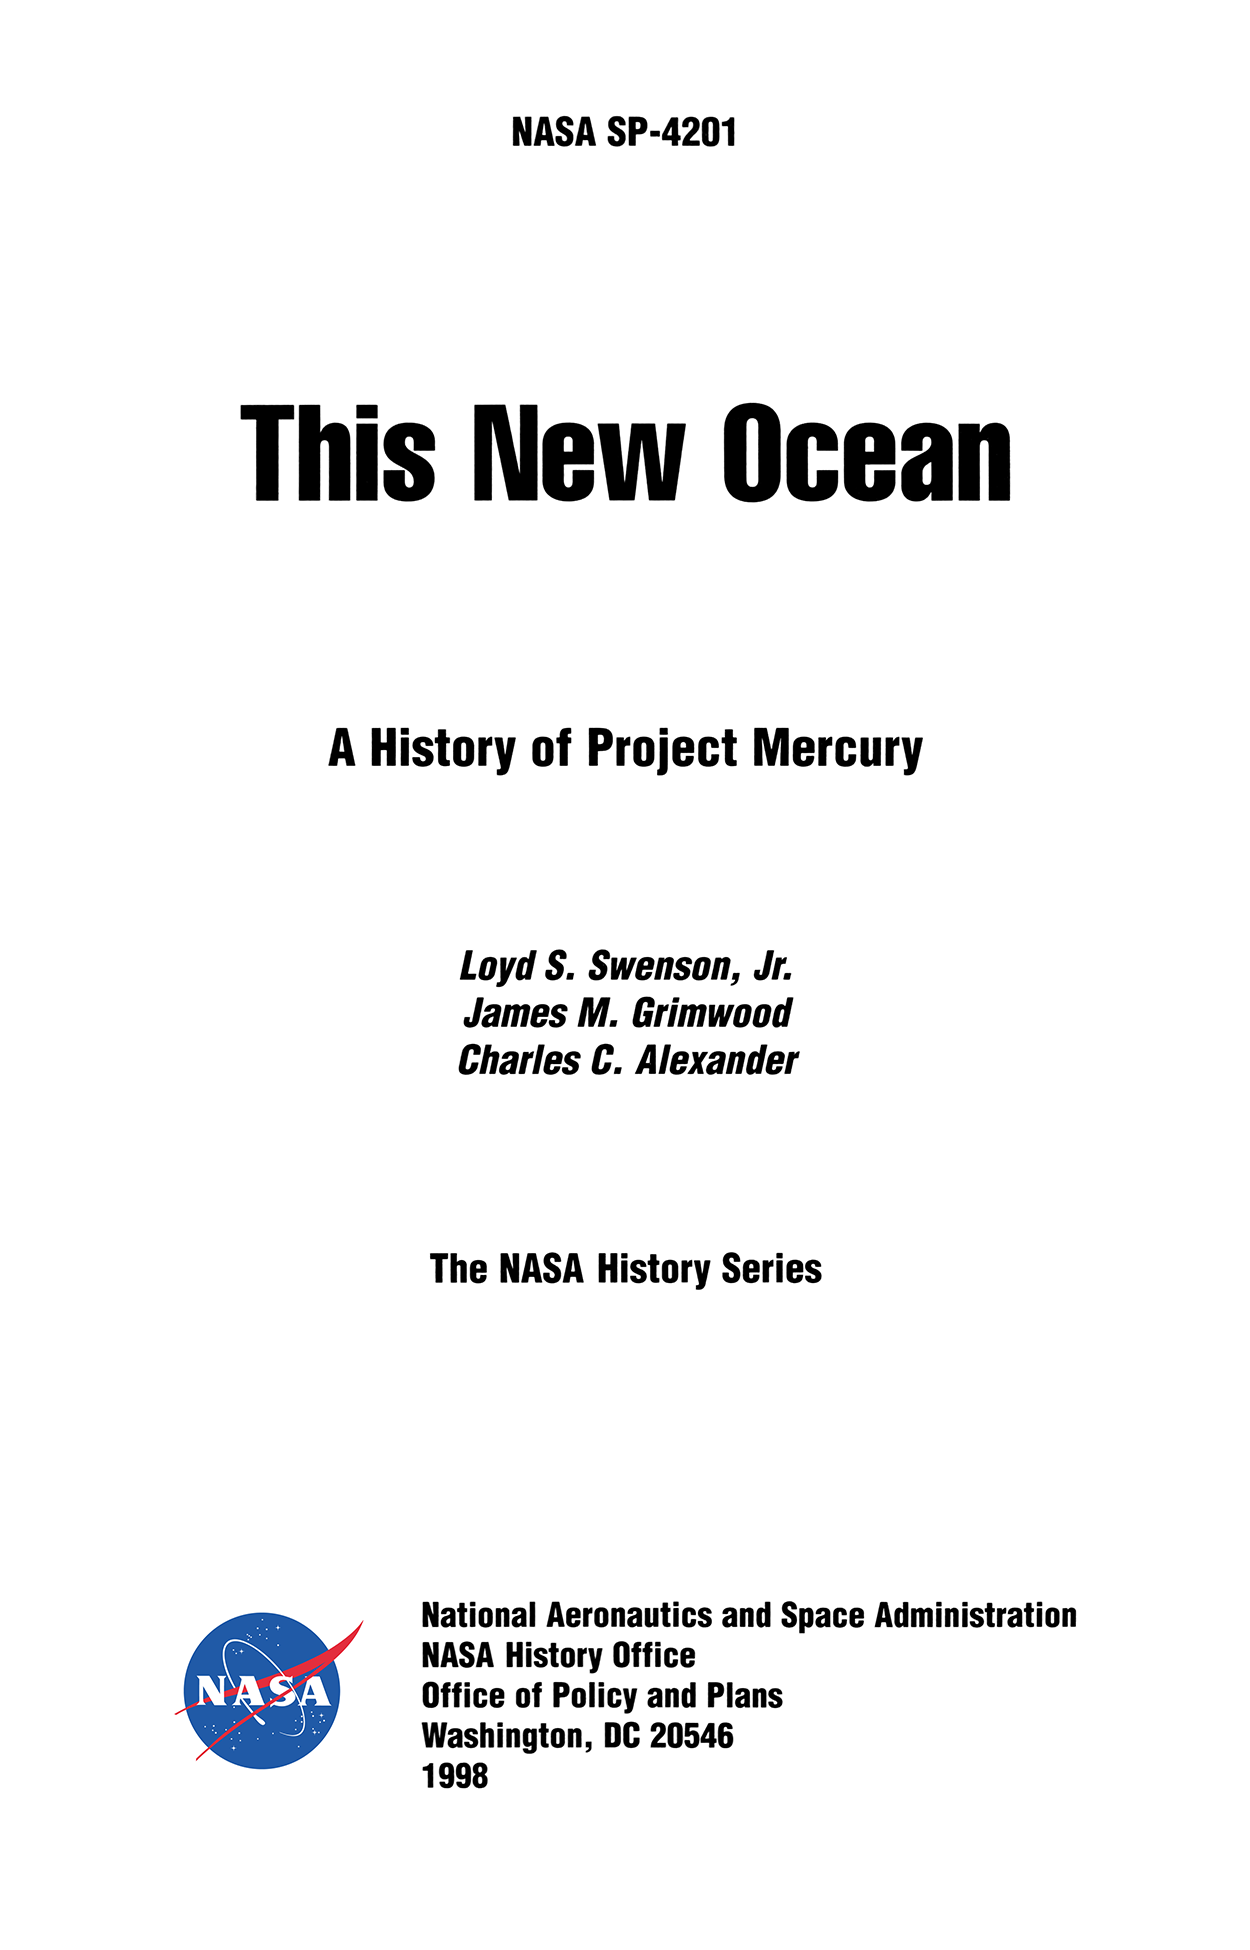 NASA SP-4201
This New Ocean
A History of Project Mercury
Loyd S. Swenson, Jr.
James M. Grimwood
Charles C. Alexander
The NASA History Series
NASA
National Aeronautics and Space Administration
NASA History Office
Office of Policy and Plans
Washington, DC 20546
1998